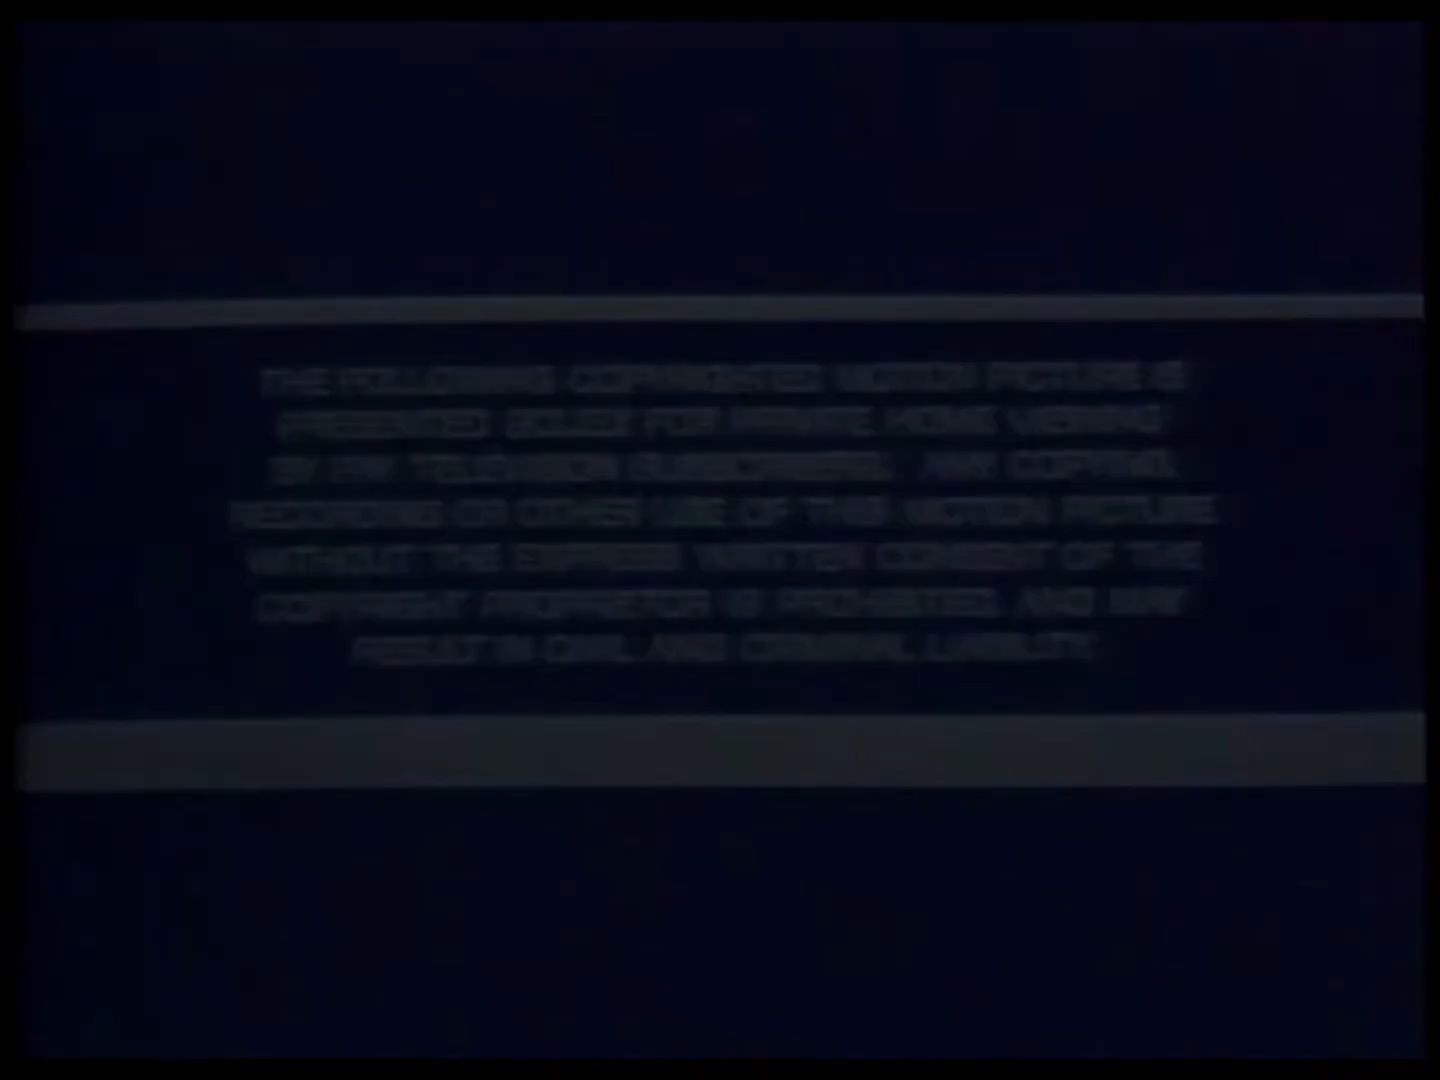 THE FOLLOWING COPYRIGHTED MOTION PICTURE IS
PRESENTED SOLELY FOR PRIVATE HOME VIEWING
BY PAY TELEVISION SUBSCRIBERS. ANY COPYING,
RECORDING OR OTHER USE OF THIS MOTION PICTURE
WITHOUT THE EXPRESS WRITTEN CONSENT OF THE
COPYRIGHT PROPRIETOR IS PROHIBITED, AND MAY
RESULT IN CIVIL AND CRIMINAL LIABILITY.